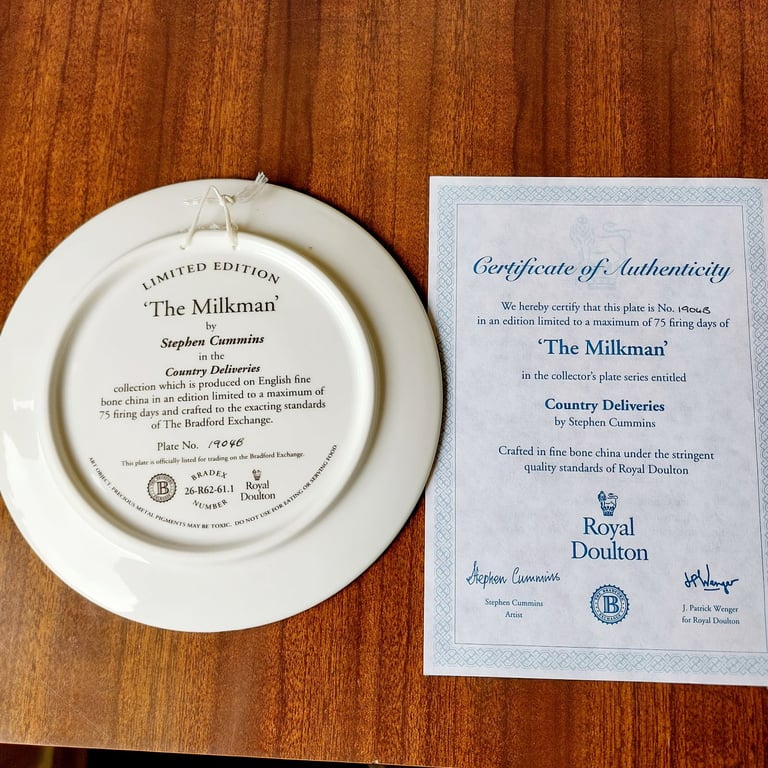 LIMITED EDITION
'The Milkman'
by
Stephen Cummins
in the
Country Deliveries
collection which is produced on English fine
bone china in an edition limited to a maximum of
75 firing days and crafted to the exacting standards
of The Bradford Exchange.
Plate No. 1904B
This plate is officially listed for trading on the Bradford Exchange.
BRADEX
26-R62-61.1
NUMBER
B
Royal
Doulton
ART OBJECT. PRECIOUS METAL PIGMENTS MAY BE TOXIC. DO NOT USE FOR EATING OR SERVING FOOD.
Certificate of Authenticity
We hereby certify that this plate is No. 1904B
in an edition limited to a maximum of 75 firing days of
'The Milkman'
in the collector's plate series entitled
Country Deliveries
by Stephen Cummins
Crafted in fine bone china under the stringent
quality standards of Royal Doulton
Royal
Doulton
Stephen Cummins
Stephen Cummins
Artist
THE BRADFORD
B
EXCHANGE
JPWenger
J. Patrick Wenger
for Royal Doulton